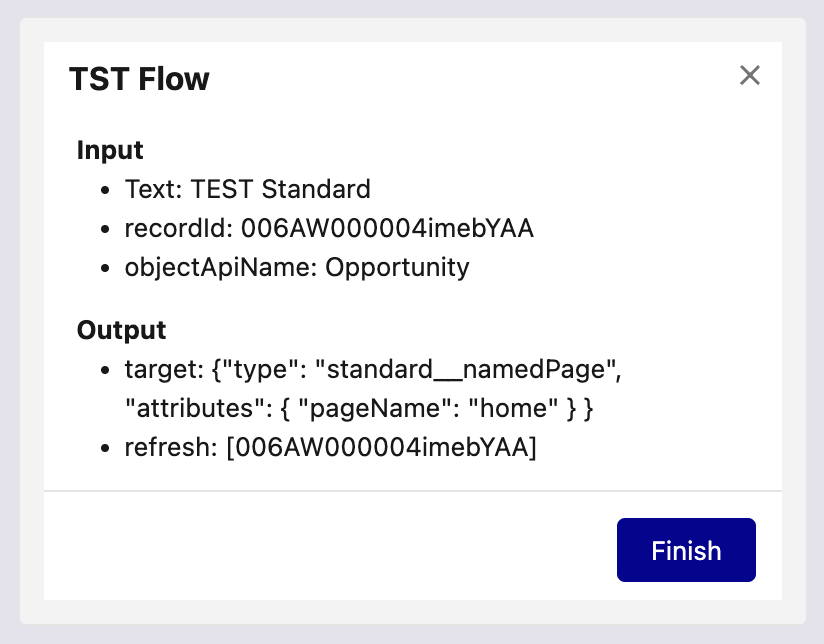 TST Flow
Input
• Text: TEST Standard
• recordId: 006AW000004imebYAA
• objectApiName: Opportunity
Output
• target: {"type": "standard__namedPage",
"attributes": { "pageName": "home" } }
• refresh: [006AW000004imebYAA]
Finish